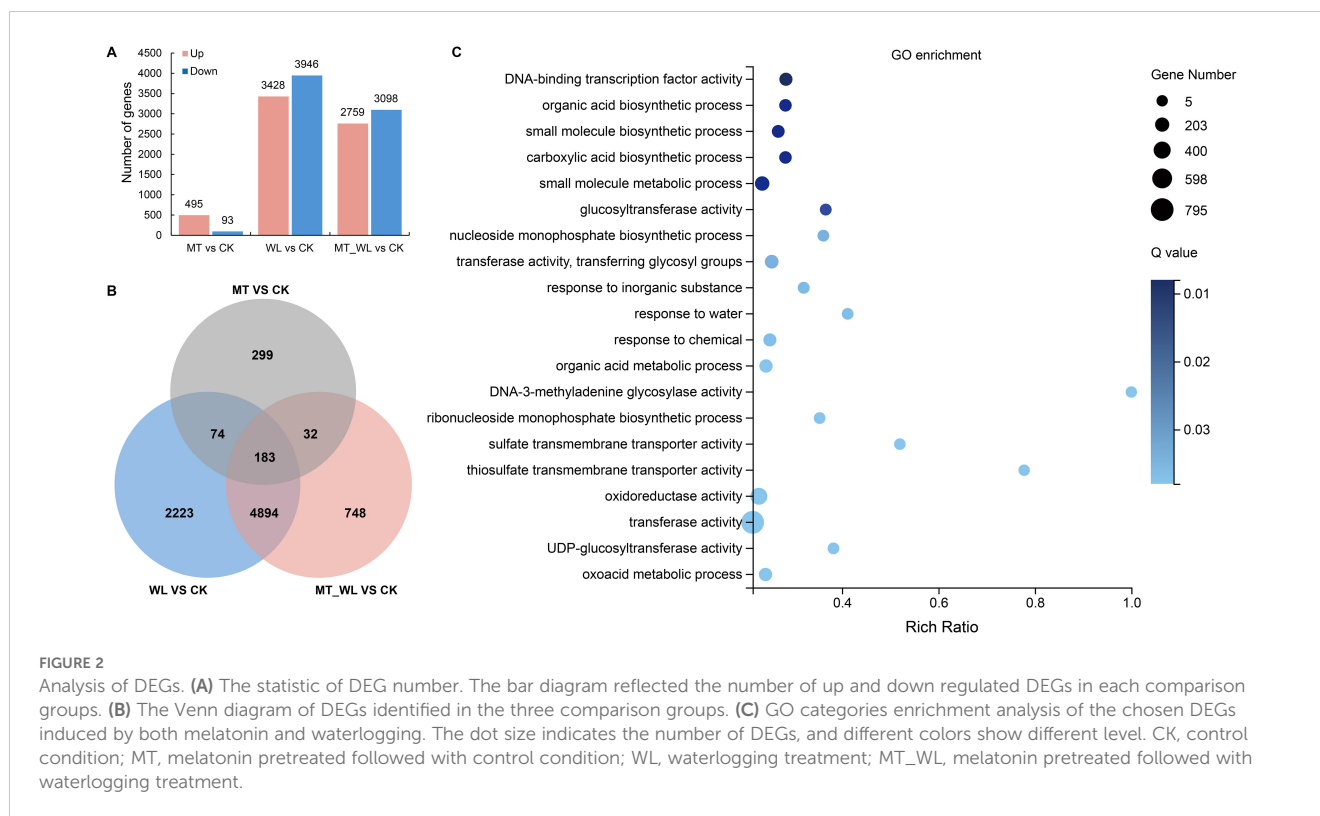 A
4500
4000
3500
3000
2500
2000
1500
1000
500
0
Number of genes
Up
Down
495
93
3428
3946
2759
3098
MT vs CK
WL vs CK
MT_WL vs CK
B
MT VS CK
299
74
32
183
2223
4894
748
WL VS CK
MT_WL VS CK
C
GO enrichment
DNA-binding transcription factor activity
organic acid biosynthetic process
small molecule biosynthetic process
carboxylic acid biosynthetic process
small molecule metabolic process
glucosyltransferase activity
nucleoside monophosphate biosynthetic process
transferase activity, transferring glycosyl groups
response to inorganic substance
response to water
response to chemical
organic acid metabolic process
DNA-3-methyladenine glycosylase activity
ribonucleoside monophosphate biosynthetic process
sulfate transmembrane transporter activity
thiosulfate transmembrane transporter activity
oxidoreductase activity
transferase activity
UDP-glucosyltransferase activity
oxoacid metabolic process
0.4
0.6
0.8
1.0
Rich Ratio
Gene Number
5
203
400
598
795
Q value
0.01
0.02
0.03
FIGURE 2
Analysis of DEGs. (A) The statistic of DEG number. The bar diagram reflected the number of up and down regulated DEGs in each comparison
groups. (B) The Venn diagram of DEGs identified in the three comparison groups. (C) GO categories enrichment analysis of the chosen DEGs
induced by both melatonin and waterlogging. The dot size indicates the number of DEGs, and different colors show different level. CK, control
condition; MT, melatonin pretreated followed with control condition; WL, waterlogging treatment; MT_WL, melatonin pretreated followed with
waterlogging treatment.